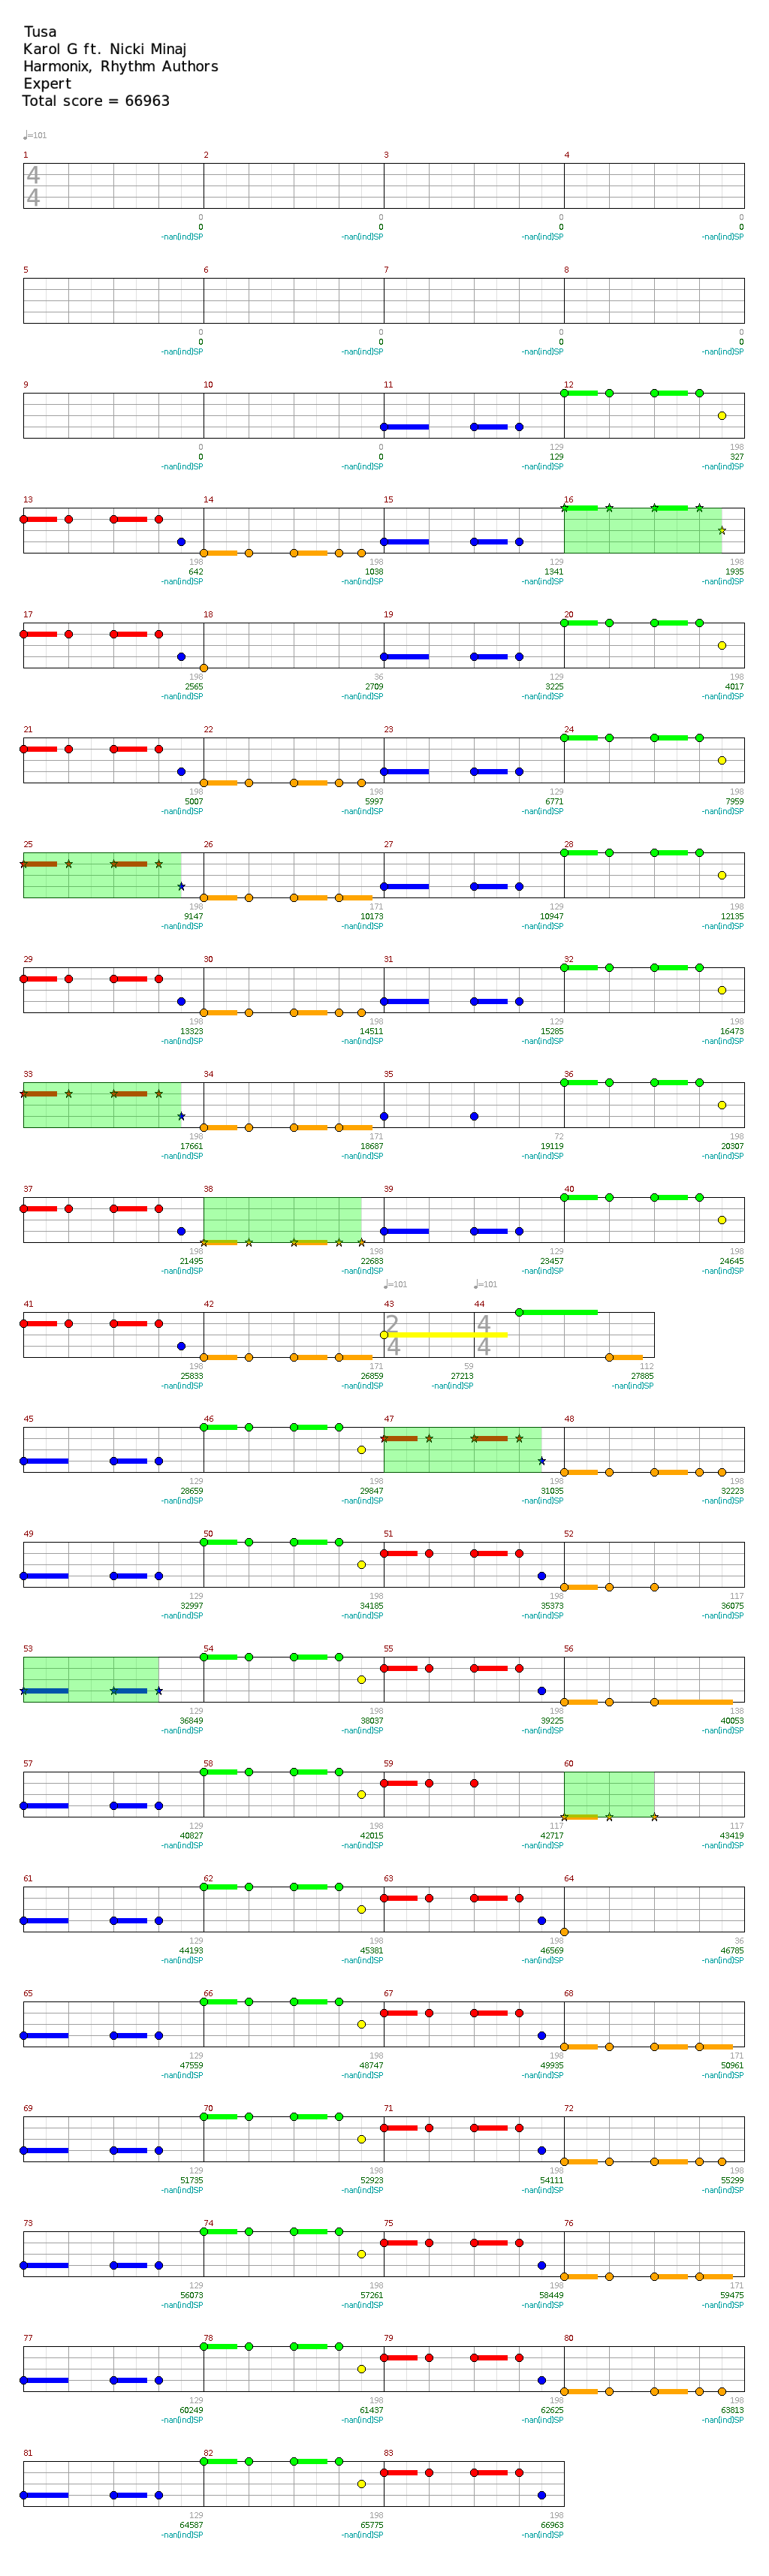 Tusa
Karol G ft. Nicki Minaj
Harmonix, Rhythm Authors
Expert
Total score = 66963
♩=101
1 2 3 4
4
4
0 0 0 0
0 0 0 0
-nan(ind)SP -nan(ind)SP -nan(ind)SP -nan(ind)SP
5 6 7 8
0 0 0 0
0 0 0 0
-nan(ind)SP -nan(ind)SP -nan(ind)SP -nan(ind)SP
9 10 11 12
0 0 129 198
0 0 129 327
-nan(ind)SP -nan(ind)SP -nan(ind)SP -nan(ind)SP
13 14 15 16
198 198 129 198
642 1038 1341 1935
-nan(ind)SP -nan(ind)SP -nan(ind)SP -nan(ind)SP
17 18 19 20
198 36 129 198
2565 2709 3225 4017
-nan(ind)SP -nan(ind)SP -nan(ind)SP -nan(ind)SP
21 22 23 24
198 198 129 198
5007 5997 6771 7959
-nan(ind)SP -nan(ind)SP -nan(ind)SP -nan(ind)SP
25 26 27 28
198 171 129 198
9147 10173 10947 12135
-nan(ind)SP -nan(ind)SP -nan(ind)SP -nan(ind)SP
29 30 31 32
198 198 129 198
13323 14511 15285 16473
-nan(ind)SP -nan(ind)SP -nan(ind)SP -nan(ind)SP
33 34 35 36
198 171 72 198
17661 18687 19119 20307
-nan(ind)SP -nan(ind)SP -nan(ind)SP -nan(ind)SP
37 38 39 40
198 198 129 198
21495 22683 23457 24645
-nan(ind)SP -nan(ind)SP -nan(ind)SP -nan(ind)SP
♩=101 ♩=101
41 42 43 44
2 4
4 4
198 171 59 112
25833 26859 27213 27885
-nan(ind)SP -nan(ind)SP -nan(ind)SP -nan(ind)SP
45 46 47 48
129 198 198 198
28659 29847 31035 32223
-nan(ind)SP -nan(ind)SP -nan(ind)SP -nan(ind)SP
49 50 51 52
129 198 198 117
32997 34185 35373 36075
-nan(ind)SP -nan(ind)SP -nan(ind)SP -nan(ind)SP
53 54 55 56
129 198 198 138
36849 38037 39225 40053
-nan(ind)SP -nan(ind)SP -nan(ind)SP -nan(ind)SP
57 58 59 60
129 198 117 117
40827 42015 42717 43419
-nan(ind)SP -nan(ind)SP -nan(ind)SP -nan(ind)SP
61 62 63 64
129 198 198 36
44193 45381 46569 46785
-nan(ind)SP -nan(ind)SP -nan(ind)SP -nan(ind)SP
65 66 67 68
129 198 198 171
47559 48747 49935 50961
-nan(ind)SP -nan(ind)SP -nan(ind)SP -nan(ind)SP
69 70 71 72
129 198 198 198
51735 52923 54111 55299
-nan(ind)SP -nan(ind)SP -nan(ind)SP -nan(ind)SP
73 74 75 76
129 198 198 171
56073 57261 58449 59475
-nan(ind)SP -nan(ind)SP -nan(ind)SP -nan(ind)SP
77 78 79 80
129 198 198 198
60249 61437 62625 63813
-nan(ind)SP -nan(ind)SP -nan(ind)SP -nan(ind)SP
81 82 83
129 198 198
64587 65775 66963
-nan(ind)SP -nan(ind)SP -nan(ind)SP